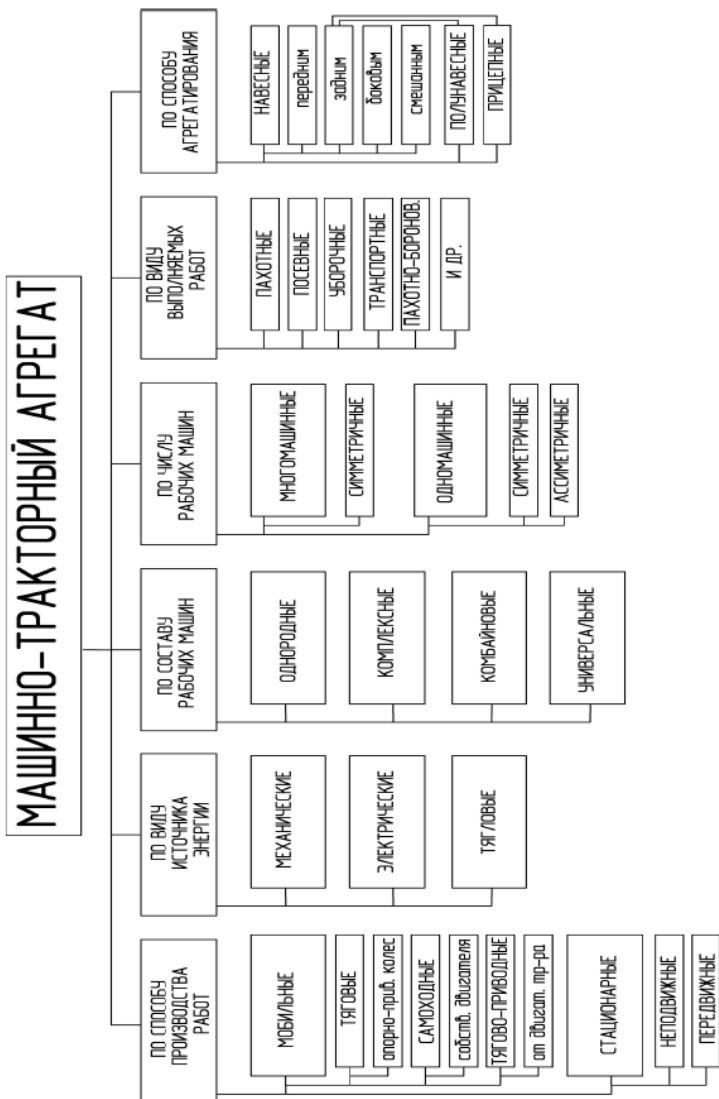 МАШИННО-ТРАКТОРНЫЙ АГРЕГАТ
ПО СПОСОБУ
ПРОИЗВОДСТВА
РАБОТ
МОБИЛЬНЫЕ
ТЯГОВЫЕ
опорно-прив. колес
САМОХОДНЫЕ
собств. двигателя
ТЯГОВО-ПРИВОДНЫЕ
от двигат. тр-ра
СТАЦИОНАРНЫЕ
НЕПОДВИЖНЫЕ
ПЕРЕДВИЖНЫЕ
ПО ВИДУ
ИСТОЧНИКА
ЭНЕРГИИ
МЕХАНИЧЕСКИЕ
ЭЛЕКТРИЧЕСКИЕ
ТЯГЛОВЫЕ
ПО СОСТАВУ
РАБОЧИХ МАШИН
ОДНОРОДНЫЕ
КОМПЛЕКСНЫЕ
КОМБАЙНОВЫЕ
УНИВЕРСАЛЬНЫЕ
ПО ЧИСЛУ
РАБОЧИХ МАШИН
МНОГОМАШИННЫЕ
СИММЕТРИЧНЫЕ
ОДНОМАШИННЫЕ
СИММЕТРИЧНЫЕ
АССИМЕТРИЧНЫЕ
ПО ВИДУ
ВЫПОЛНЯЕМЫХ
РАБОТ
ПАХОТНЫЕ
ПОСЕВНЫЕ
УБОРОЧНЫЕ
ТРАНСПОРТНЫЕ
ПАХОТНО-БОРОНОВ.
И ДР.
ПО СПОСОБУ
АГРЕГАТИРОВАНИЯ
НАВЕСНЫЕ
передним
задним
боковым
смешанным
ПОЛУНАВЕСНЫЕ
ПРИЦЕПНЫЕ